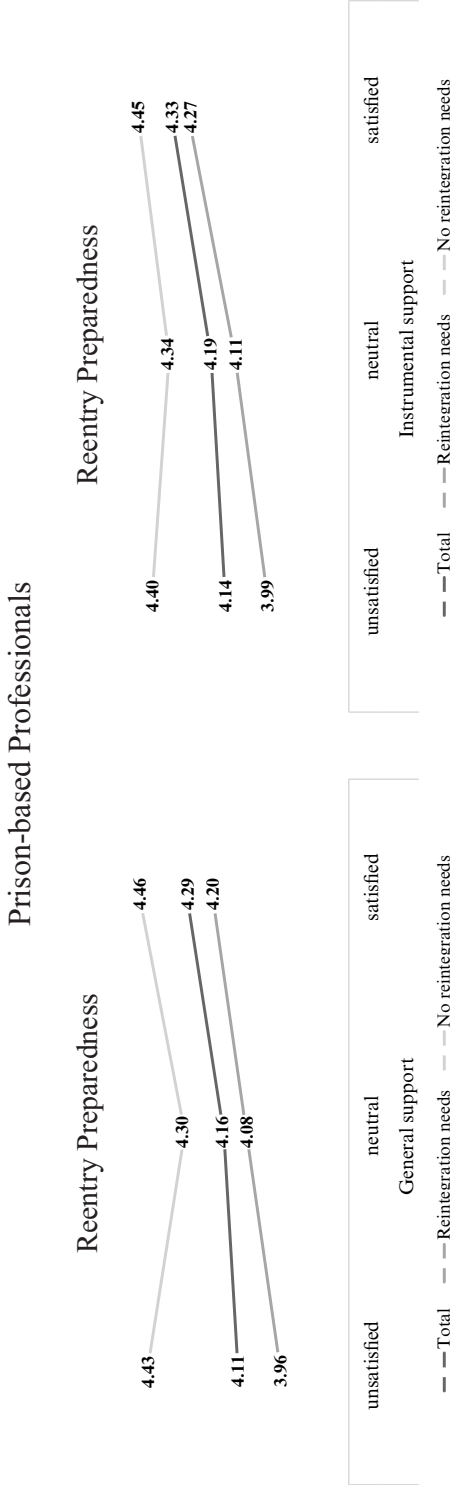 Prison-based Professionals
Reentry Preparedness
4.43
4.30
4.46
4.11
4.16
4.29
3.96
4.08
4.20
unsatisfied neutral satisfied
General support
Total Reintegration needs No reintegration needs
Reentry Preparedness
4.40
4.34
4.45
4.14
4.19
4.33
3.99
4.11
4.27
unsatisfied neutral satisfied
Instrumental support
Total Reintegration needs No reintegration needs